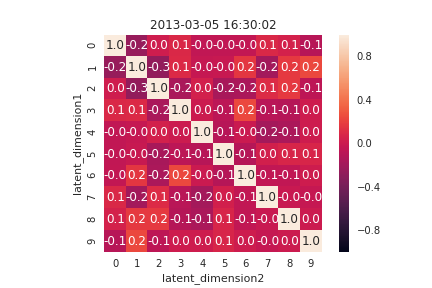 2013-03-05 16:30:02
0 1.0 -0.2 0.0 0.1 -0.0 -0.0 -0.0 0.1 0.1 -0.1
1 -0.2 1.0 -0.3 0.1 -0.0 -0.0 0.2 -0.2 0.2 0.2
2 0.0 -0.3 1.0 -0.2 0.0 -0.2 -0.2 0.1 0.2 -0.1
3 0.1 0.1 -0.2 1.0 0.0 -0.1 0.2 -0.1 -0.1 0.0
4 -0.0 -0.0 0.0 0.0 1.0 -0.1 -0.0 -0.2 -0.1 0.0
5 -0.0 -0.0 -0.2 -0.1 -0.1 1.0 -0.1 0.0 0.1 0.1
6 -0.0 0.2 -0.2 0.2 -0.0 -0.1 1.0 -0.1 -0.1 0.0
7 0.1 -0.2 0.1 -0.1 -0.2 0.0 -0.1 1.0 -0.0 -0.0
8 0.1 0.2 0.2 -0.1 -0.1 0.1 -0.1 -0.0 1.0 0.0
9 -0.1 0.2 -0.1 0.0 0.0 0.1 0.0 -0.0 0.0 1.0
0 1 2 3 4 5 6 7 8 9
latent_dimension2
latent_dimension1
0.8
0.4
0.0
-0.4
-0.8